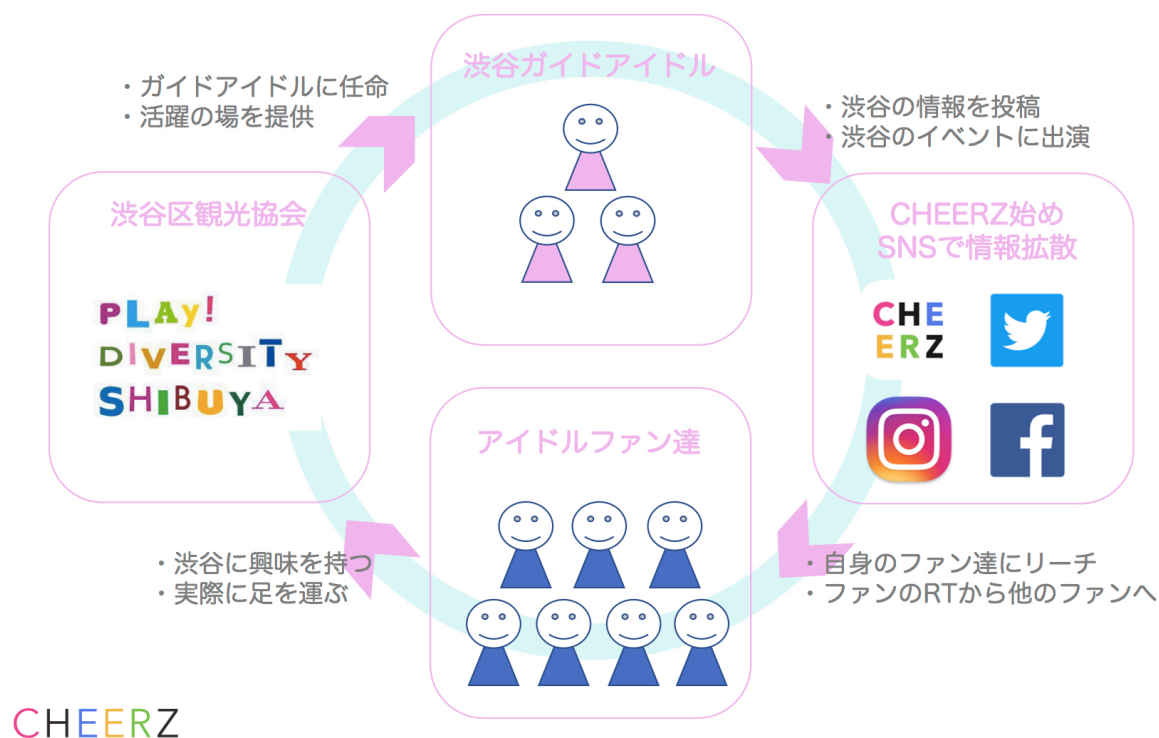 渋谷ガイドアイドル
・ガイドアイドルに任命
・活躍の場を提供
・渋谷の情報を投稿
・渋谷のイベントに出演
渋谷区観光協会
PLAy!
DIVERSITY
SHIBUYA
CHEERZ始め
SNSで情報拡散
CHE
ERZ
アイドルファン達
・渋谷に興味を持つ
・実際に足を運ぶ
・自身のファン達にリーチ
・ファンのRTから他のファンへ
CHEERZ